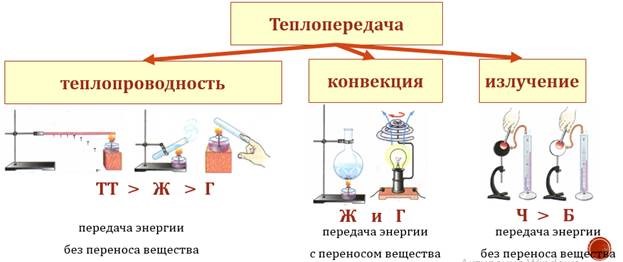 Теплопередача
теплопроводность
конвекция
излучение
ТТ > Ж > Г
Ж и Г
Ч > Б
передача энергии
без переноса вещества
передача энергии
с переносом вещества
передача энергии
без переноса вещества